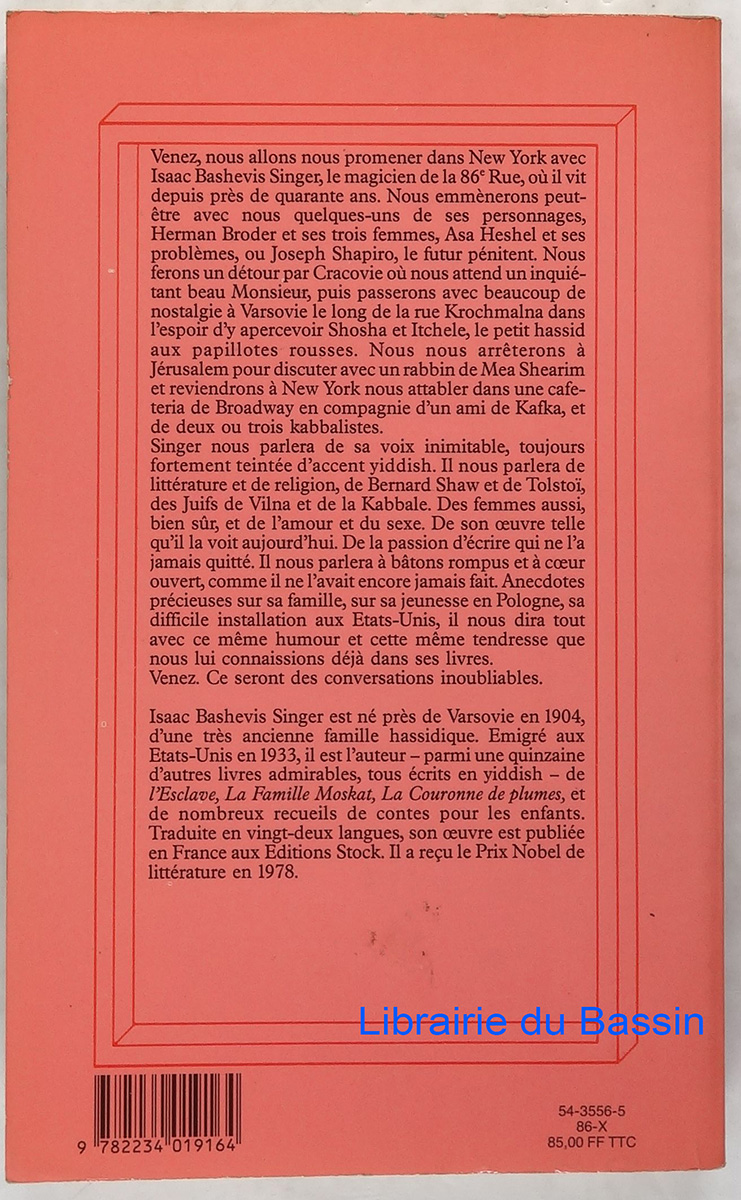 Venez, nous allons nous promener dans New York avec
Isaac Bashevis Singer, le magicien de la 86e Rue, où il vit
depuis près de quarante ans. Nous emmènerons peut-
être avec nous quelques-uns de ses personnages,
Herman Broder et ses trois femmes, Asa Heshel et ses
problèmes, ou Joseph Shapiro, le futur pénitent. Nous
ferons un détour par Cracovie où nous attend un inquié-
tant beau Monsieur, puis passerons avec beaucoup de
nostalgie à Varsovie le long de la rue Krochmalna dans
l'espoir d'y apercevoir Shosha et Itchele, le petit hassid
aux papillotes rousses. Nous nous arrêterons à
Jérusalem pour discuter avec un rabbin de Mea Shearim
et reviendrons à New York nous attabler dans une cafe-
teria de Broadway en compagnie d'un ami de Kafka, et
de deux ou trois kabbalistes.
Singer nous parlera de sa voix inimitable, toujours
fortement teintée d'accent yiddish. Il nous parlera de
littérature et de religion, de Bernard Shaw et de Tolstoï,
des Juifs de Vilna et de la Kabbale. Des femmes aussi,
bien sûr, et de l'amour et du sexe. De son œuvre telle
qu'il la voit aujourd'hui. De la passion d'écrire qui ne l'a
jamais quitté. Il nous parlera à bâtons rompus et à cœur
ouvert, comme il ne l'avait encore jamais fait. Anecdotes
précieuses sur sa famille, sur sa jeunesse en Pologne, sa
difficile installation aux Etats-Unis, il nous dira tout
avec ce même humour et cette même tendresse que
nous lui connaissions déjà dans ses livres.
Venez. Ce seront des conversations inoubliables.
Isaac Bashevis Singer est né près de Varsovie en 1904,
d'une très ancienne famille hassidique. Emigré aux
Etats-Unis en 1933, il est l'auteur – parmi une quinzaine
d'autres livres admirables, tous écrits en yiddish – de
l'Esclave, La Famille Moskat, La Couronne de plumes, et
de nombreux recueils de contes pour les enfants.
Traduite en vingt-deux langues, son œuvre est publiée
en France aux Editions Stock. Il a reçu le Prix Nobel de
littérature en 1978.
Librairie du Bassin
54-3556-5
86-X
85,00 FF TTC
9 782234 019164